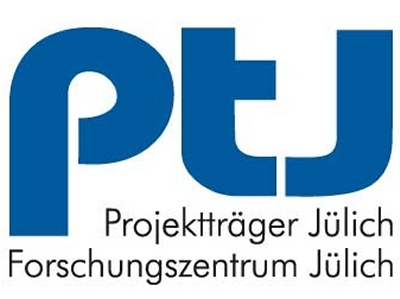 ptj
Projektträger Jülich
Forschungszentrum Jülich